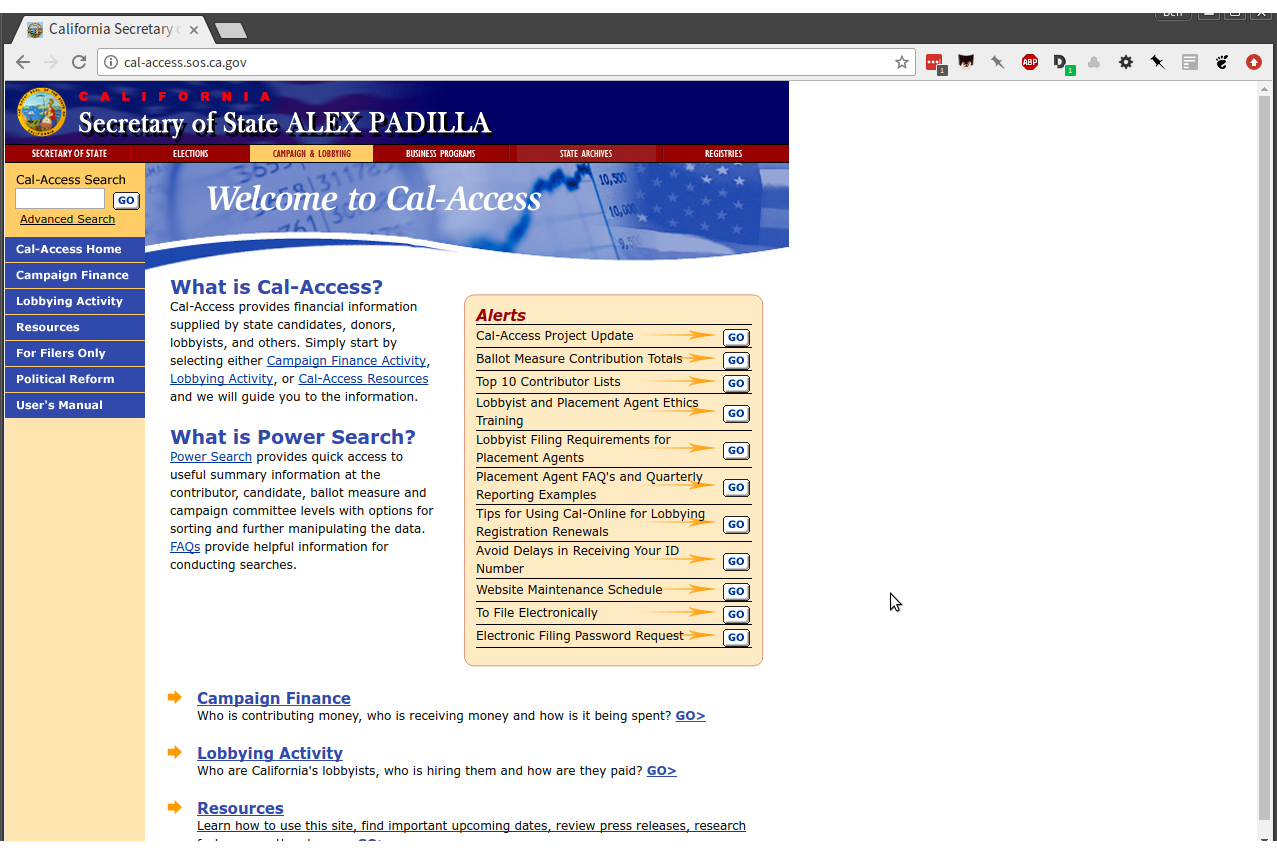 Ben
California Secretary o
cal-access.sos.ca.gov
1
ABP
D
1
CALIFORNIA
Secretary of State ALEX PADILLA
SECRETARY OF STATE
ELECTIONS
CAMPAIGN & LOBBYING
BUSINESS PROGRAMS
STATE ARCHIVES
REGISTRIES
Cal-Access Search
GO
Advanced Search
Cal-Access Home
Campaign Finance
Lobbying Activity
Resources
For Filers Only
Political Reform
User's Manual
Welcome to Cal-Access
10,500
10,000
9,5
What is Cal-Access?
Cal-Access provides financial information
supplied by state candidates, donors,
lobbyists, and others. Simply start by
selecting either Campaign Finance Activity,
Lobbying Activity, or Cal-Access Resources
and we will guide you to the information.
What is Power Search?
Power Search provides quick access to
useful summary information at the
contributor, candidate, ballot measure and
campaign committee levels with options for
sorting and further manipulating the data.
FAQs provide helpful information for
conducting searches.
Alerts
Cal-Access Project Update GO
Ballot Measure Contribution Totals GO
Top 10 Contributor Lists GO
Lobbyist and Placement Agent Ethics
Training GO
Lobbyist Filing Requirements for
Placement Agents GO
Placement Agent FAQ's and Quarterly
Reporting Examples GO
Tips for Using Cal-Online for Lobbying
Registration Renewals GO
Avoid Delays in Receiving Your ID
Number GO
Website Maintenance Schedule GO
To File Electronically GO
Electronic Filing Password Request GO
Campaign Finance
Who is contributing money, who is receiving money and how is it being spent? GO>
Lobbying Activity
Who are California's lobbyists, who is hiring them and how are they paid? GO>
Resources
Learn how to use this site, find important upcoming dates, review press releases, research